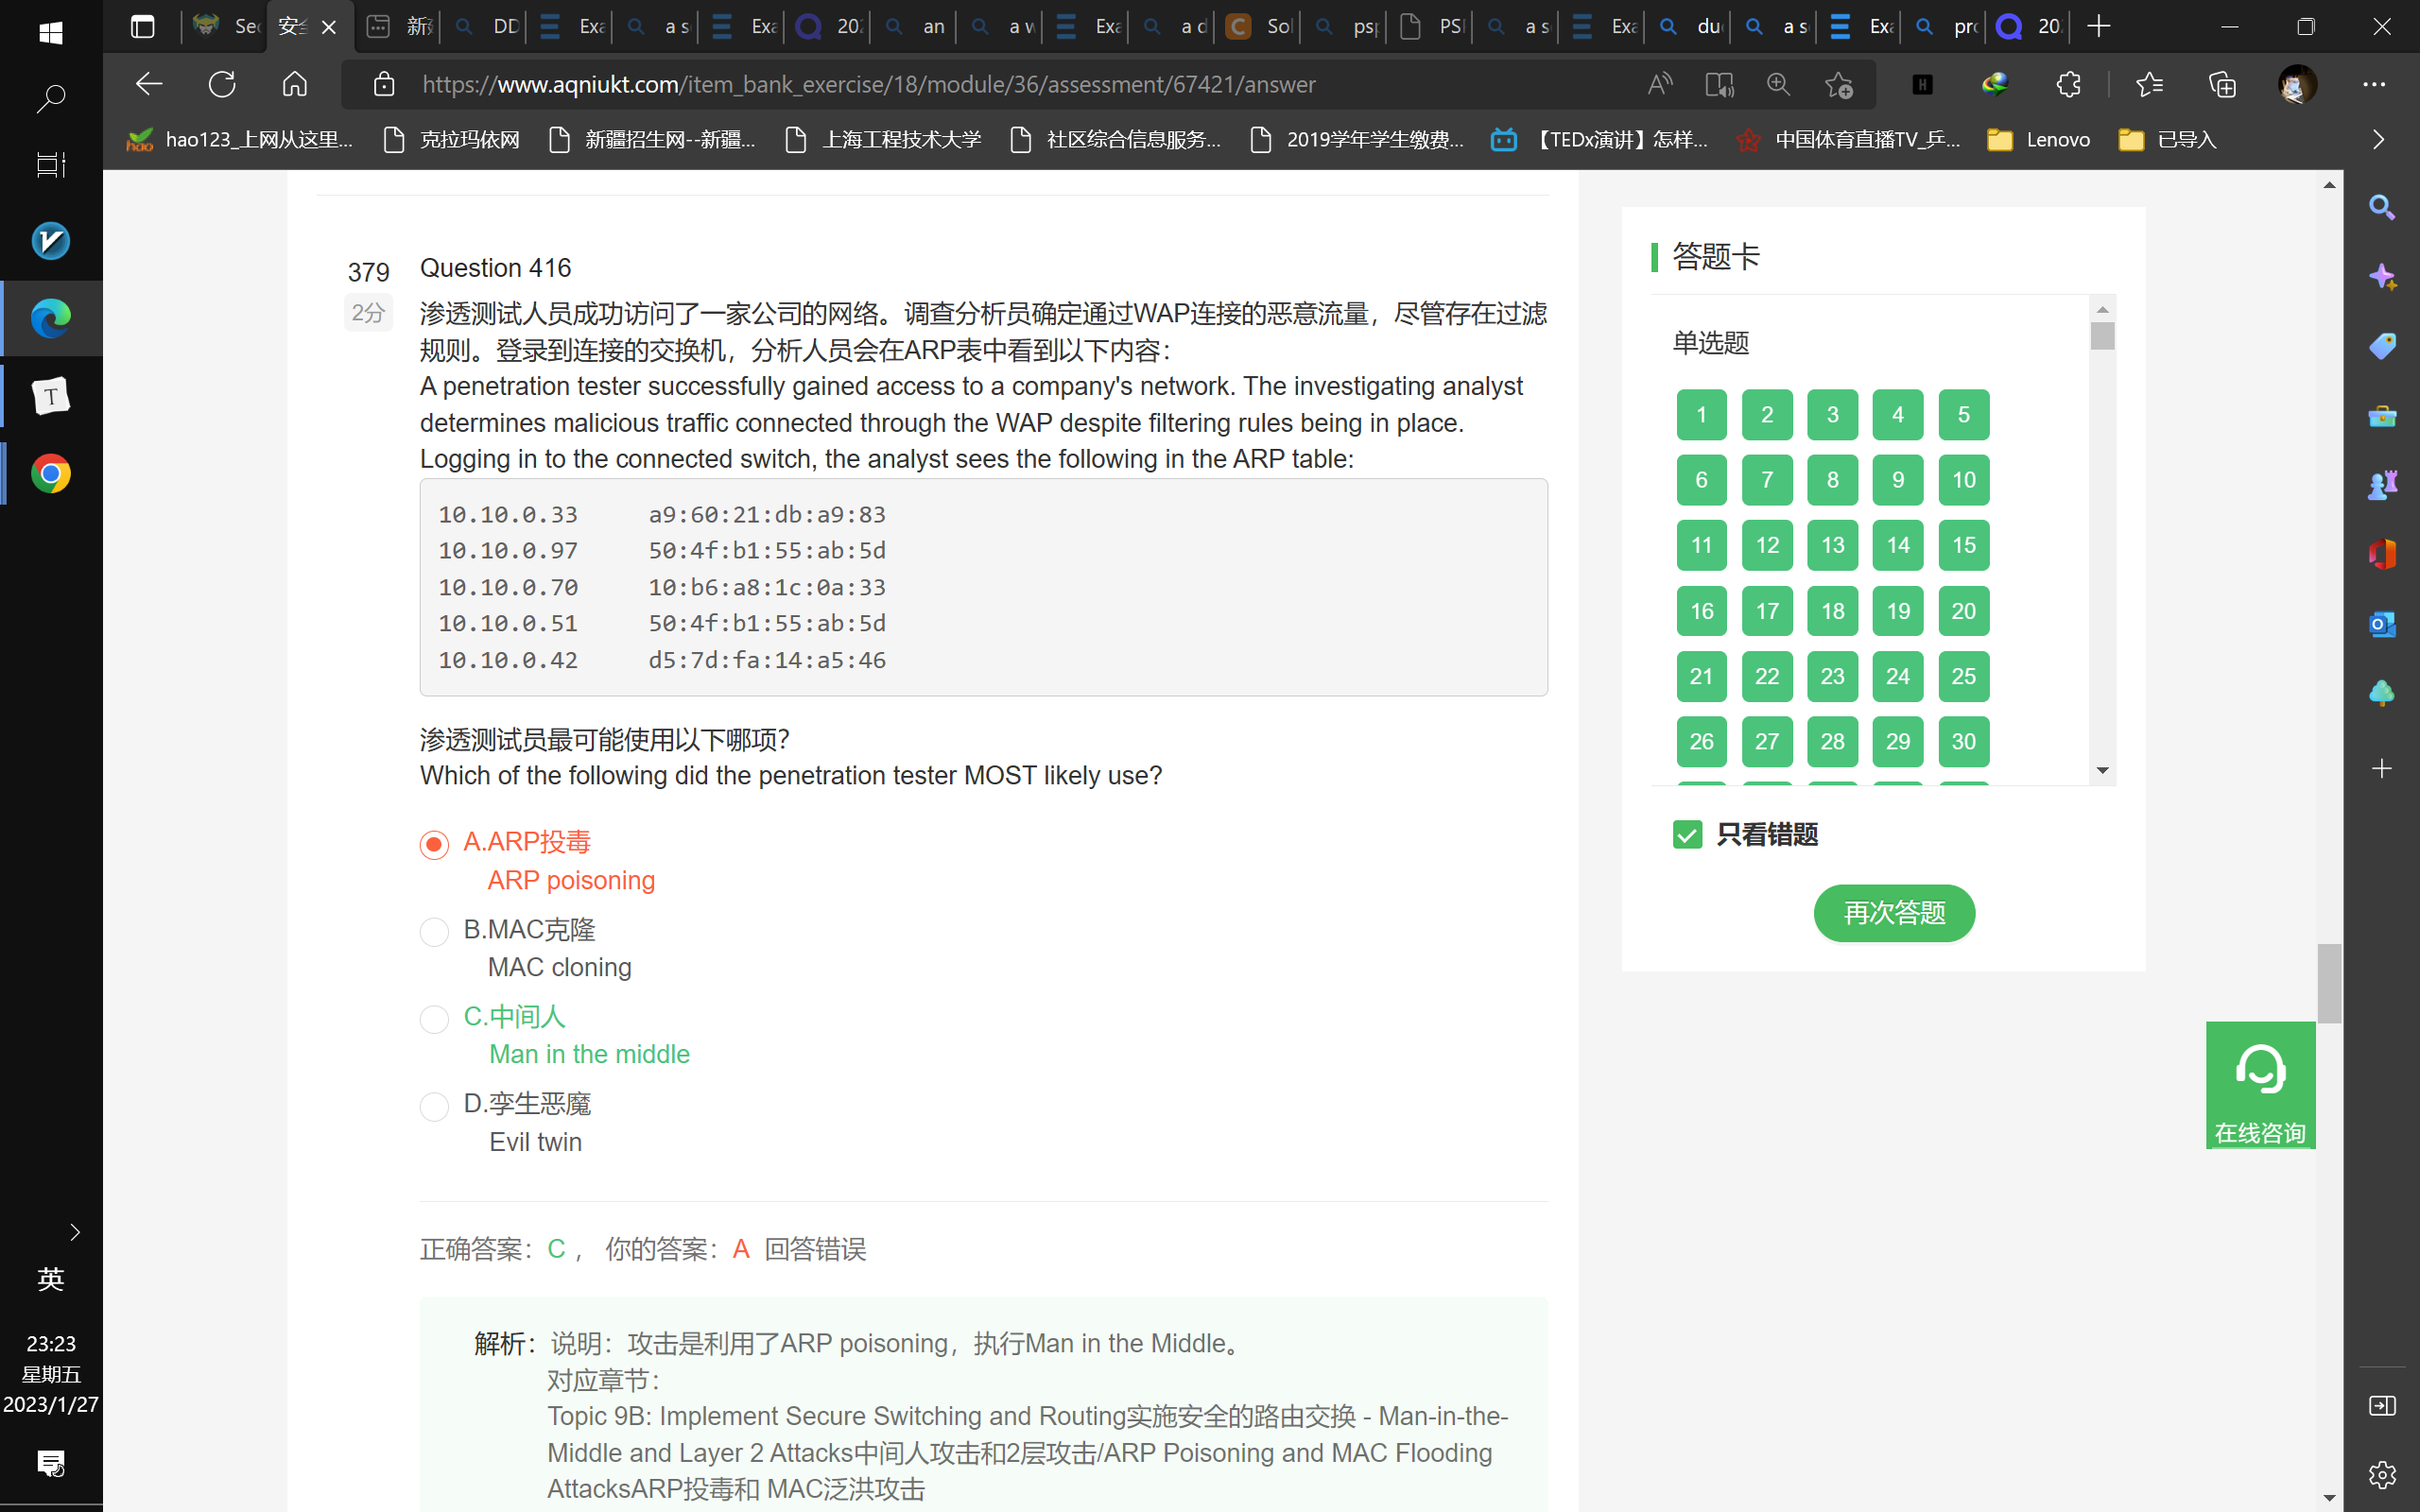 Sec
安全
新建
DD
Exa
a s
Exa
202
an
a w
Exa
a d
Sol
psp
PSI
a s
Exa
du
a s
Exa
pro
202
https://www.aqniukt.com/item_bank_exercise/18/module/36/assessment/67421/answer
hao123_上网从这里...
克拉玛依网
新疆招生网--新疆...
上海工程技术大学
社区综合信息服务...
2019学年学生缴费...
【TEDx演讲】怎样...
中国体育直播TV_乒...
Lenovo
已导入
379
2分
Question 416
渗透测试人员成功访问了一家公司的网络。调查分析员确定通过WAP连接的恶意流量，尽管存在过滤
规则。登录到连接的交换机，分析人员会在ARP表中看到以下内容：
A penetration tester successfully gained access to a company's network. The investigating analyst
determines malicious traffic connected through the WAP despite filtering rules being in place.
Logging in to the connected switch, the analyst sees the following in the ARP table:
10.10.0.33 a9:60:21:db:a9:83
10.10.0.97 50:4f:b1:55:ab:5d
10.10.0.70 10:b6:a8:1c:0a:33
10.10.0.51 50:4f:b1:55:ab:5d
10.10.0.42 d5:7d:fa:14:a5:46
渗透测试员最可能使用以下哪项？
Which of the following did the penetration tester MOST likely use?
A.ARP投毒
ARP poisoning
B.MAC克隆
MAC cloning
C.中间人
Man in the middle
D.孪生恶魔
Evil twin
正确答案：C ， 你的答案：A 回答错误
解析：说明：攻击是利用了ARP poisoning，执行Man in the Middle。
对应章节：
Topic 9B: Implement Secure Switching and Routing实施安全的路由交换 - Man-in-the-
Middle and Layer 2 Attacks中间人攻击和2层攻击/ARP Poisoning and MAC Flooding
AttacksARP投毒和 MAC泛洪攻击
答题卡
单选题
1 2 3 4 5
6 7 8 9 10
11 12 13 14 15
16 17 18 19 20
21 22 23 24 25
26 27 28 29 30
只看错题
再次答题
在线咨询
英
23:23
星期五
2023/1/27